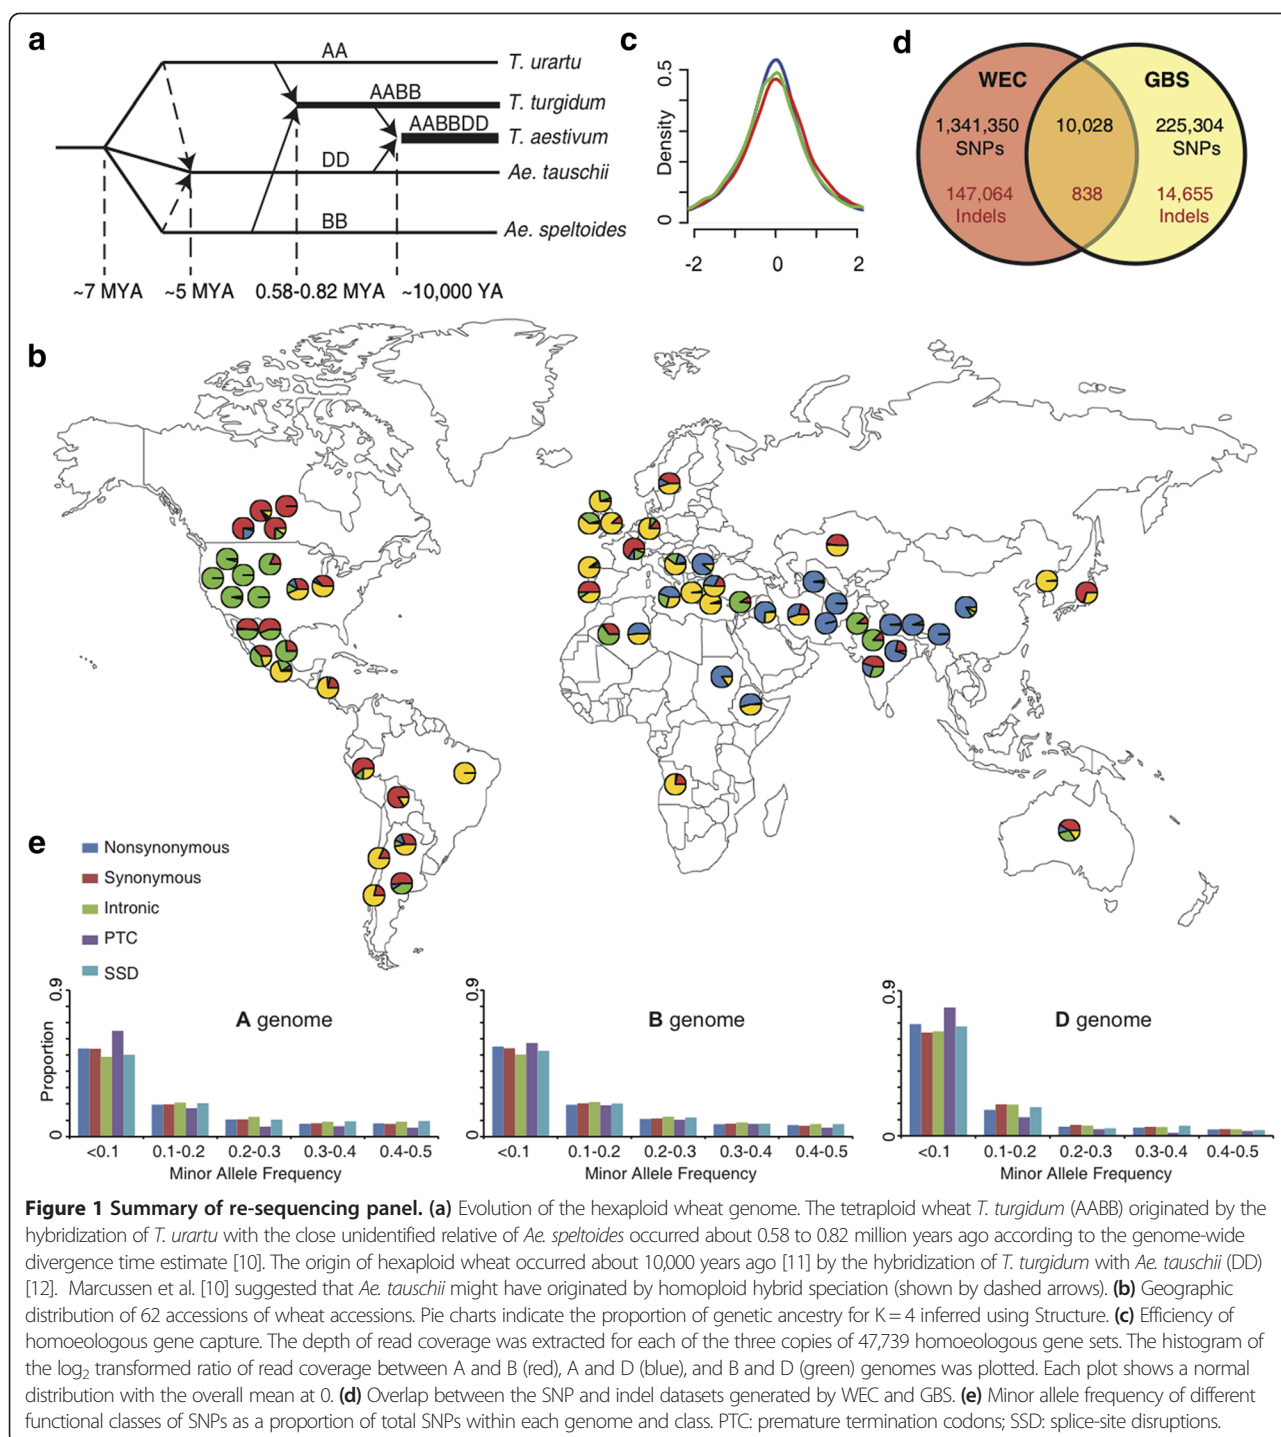 a
AA
T. urartu
AABB
T. turgidum
AABBDD
T. aestivum
DD
Ae. tauschii
BB
Ae. speltoides
~7 MYA
~5 MYA
0.58-0.82 MYA
~10,000 YA
c
Density
0.5
0
-2
0
2
d
WEC
GBS
1,341,350
SNPs
10,028
225,304
SNPs
147,064
Indels
838
14,655
Indels
b
e
Nonsynonymous
Synonymous
Intronic
PTC
SSD
Proportion
0.9
0
A genome
<0.1
0.1-0.2
0.2-0.3
0.3-0.4
0.4-0.5
Minor Allele Frequency
0.9
0
B genome
<0.1
0.1-0.2
0.2-0.3
0.3-0.4
0.4-0.5
Minor Allele Frequency
0.9
0
D genome
<0.1
0.1-0.2
0.2-0.3
0.3-0.4
0.4-0.5
Minor Allele Frequency
Figure 1 Summary of re-sequencing panel. (a) Evolution of the hexaploid wheat genome. The tetraploid wheat T. turgidum (AABB) originated by the
hybridization of T. urartu with the close unidentified relative of Ae. speltoides occurred about 0.58 to 0.82 million years ago according to the genome-wide
divergence time estimate [10]. The origin of hexaploid wheat occurred about 10,000 years ago [11] by the hybridization of T. turgidum with Ae. tauschii (DD)
[12]. Marcussen et al. [10] suggested that Ae. tauschii might have originated by homoploid hybrid speciation (shown by dashed arrows). (b) Geographic
distribution of 62 accessions of wheat accessions. Pie charts indicate the proportion of genetic ancestry for K = 4 inferred using Structure. (c) Efficiency of
homoeologous gene capture. The depth of read coverage was extracted for each of the three copies of 47,739 homoeologous gene sets. The histogram of
the log2 transformed ratio of read coverage between A and B (red), A and D (blue), and B and D (green) genomes was plotted. Each plot shows a normal
distribution with the overall mean at 0. (d) Overlap between the SNP and indel datasets generated by WEC and GBS. (e) Minor allele frequency of different
functional classes of SNPs as a proportion of total SNPs within each genome and class. PTC: premature termination codons; SSD: splice-site disruptions.